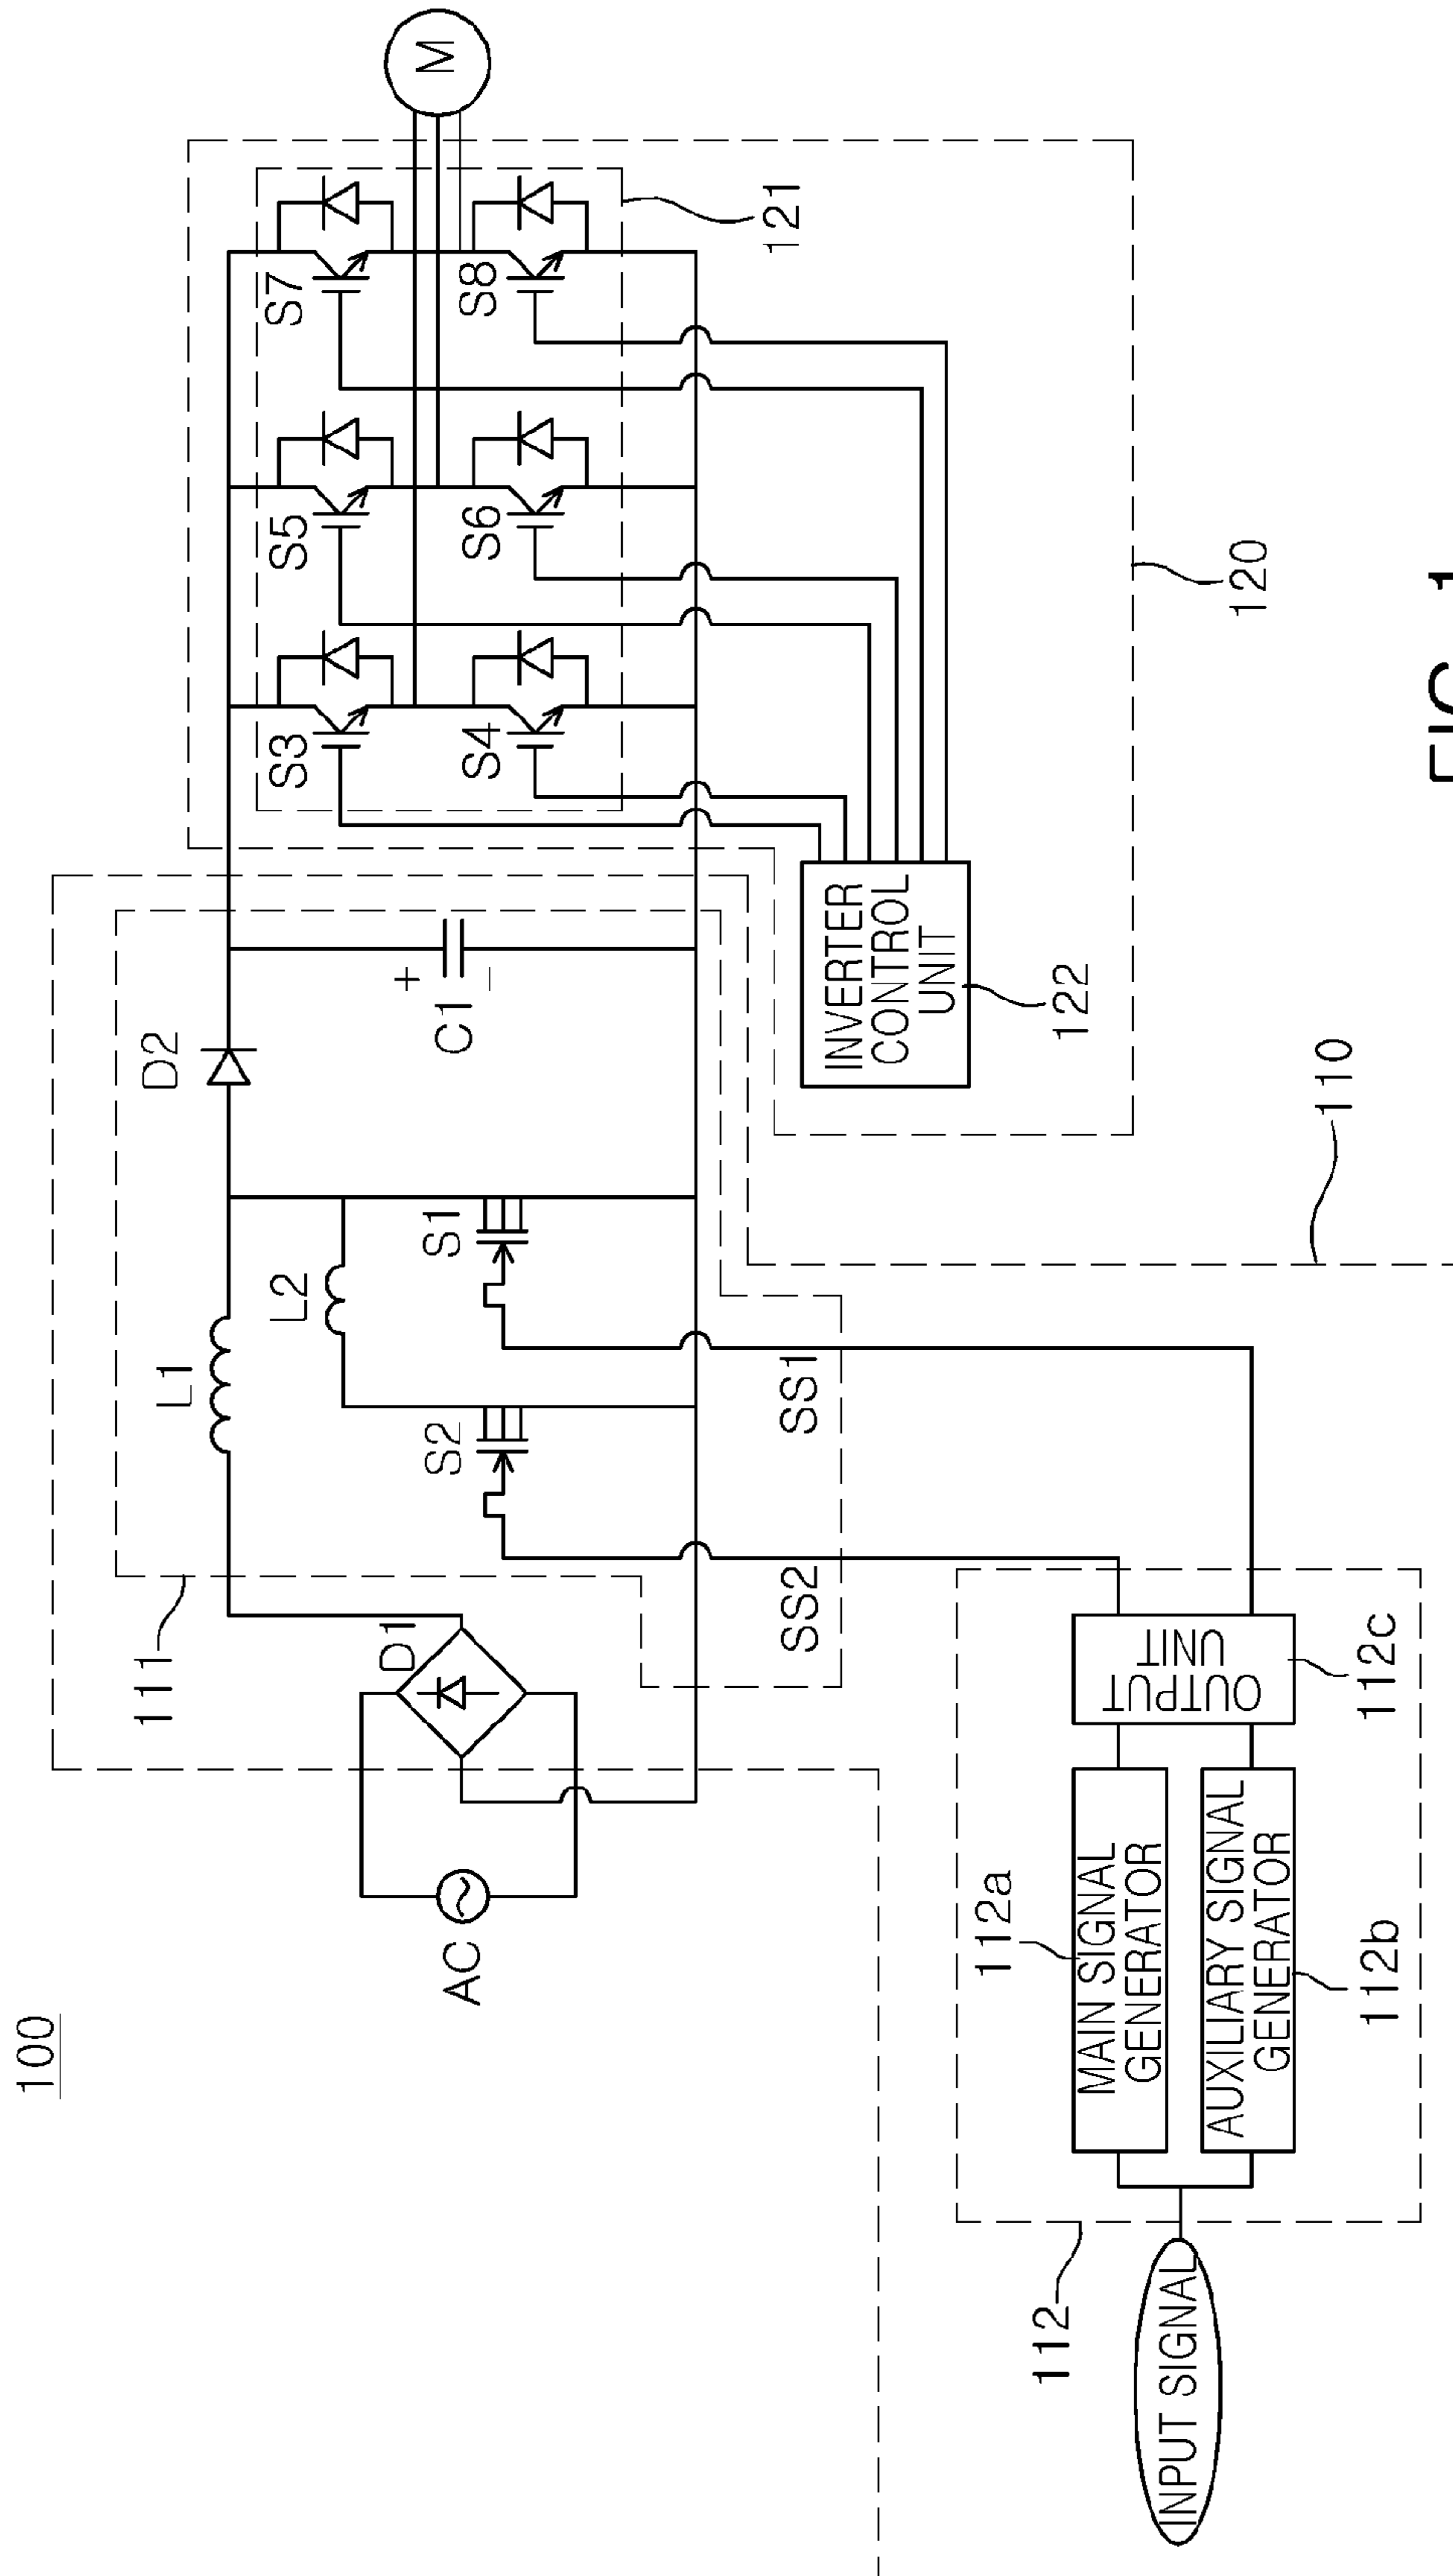 100
AC
D1
111
L1
L2
S2
S1
SS2
SS1
D2
+
C1
−
S3
S5
S7
S4
S6
S8
M
121
INVERTER
CONTROL
UNIT
122
120
110
INPUT SIGNAL
112
112a
MAIN SIGNAL
GENERATOR
AUXILIARY SIGNAL
GENERATOR
112b
OUTPUT
UNIT
112c